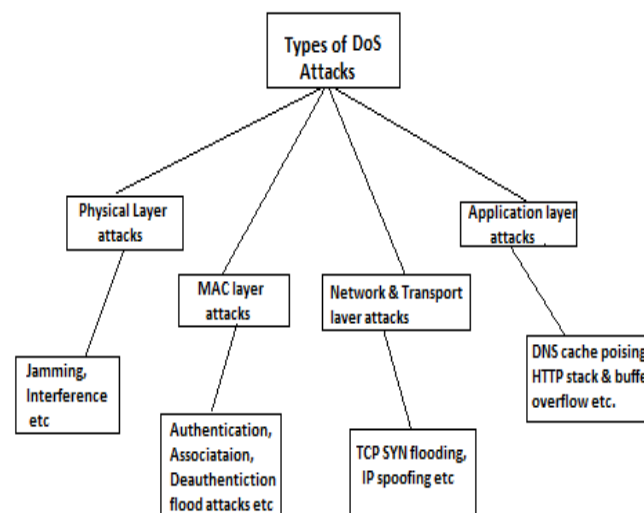 Types of DoS
Attacks
Physical Layer
attacks
MAC layer
attacks
Network & Transport
laver attacks
Application layer
attacks
Jamming,
Interference
etc
Authentication,
Associataion,
Deauthentiction
flood attacks etc
TCP SYN flooding,
IP spoofing etc
DNS cache poising
HTTP stack & buffe
overflow etc.